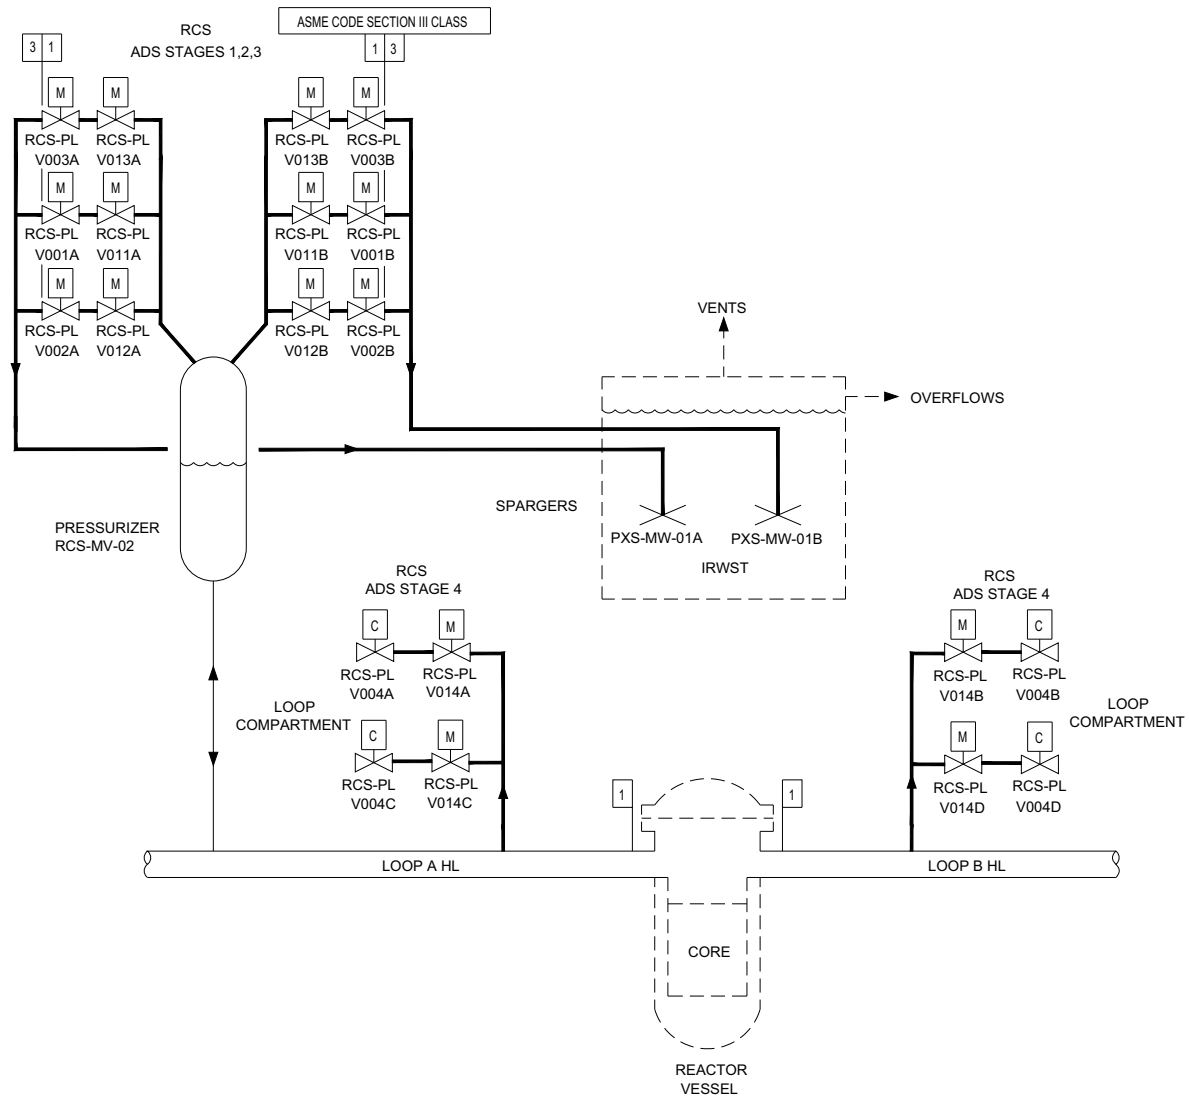 ASME CODE SECTION III CLASS
RCS
ADS STAGES 1,2,3
3 1
1 3
M M M M
RCS-PL RCS-PL RCS-PL RCS-PL
V003A V013A V013B V003B
M M M M
RCS-PL RCS-PL RCS-PL RCS-PL
V001A V011A V011B V001B
M M M M
RCS-PL RCS-PL RCS-PL RCS-PL
V002A V012A V012B V002B
VENTS
OVERFLOWS
SPARGERS
PXS-MW-01A PXS-MW-01B
IRWST
PRESSURIZER
RCS-MV-02
RCS
ADS STAGE 4
C M
RCS-PL RCS-PL
V004A V014A
LOOP
COMPARTMENT
C M
RCS-PL RCS-PL
V004C V014C
RCS
ADS STAGE 4
M C
RCS-PL RCS-PL
V014B V004B
LOOP
COMPARTMENT
M C
RCS-PL RCS-PL
V014D V004D
1 1
LOOP A HL
LOOP B HL
CORE
REACTOR
VESSEL